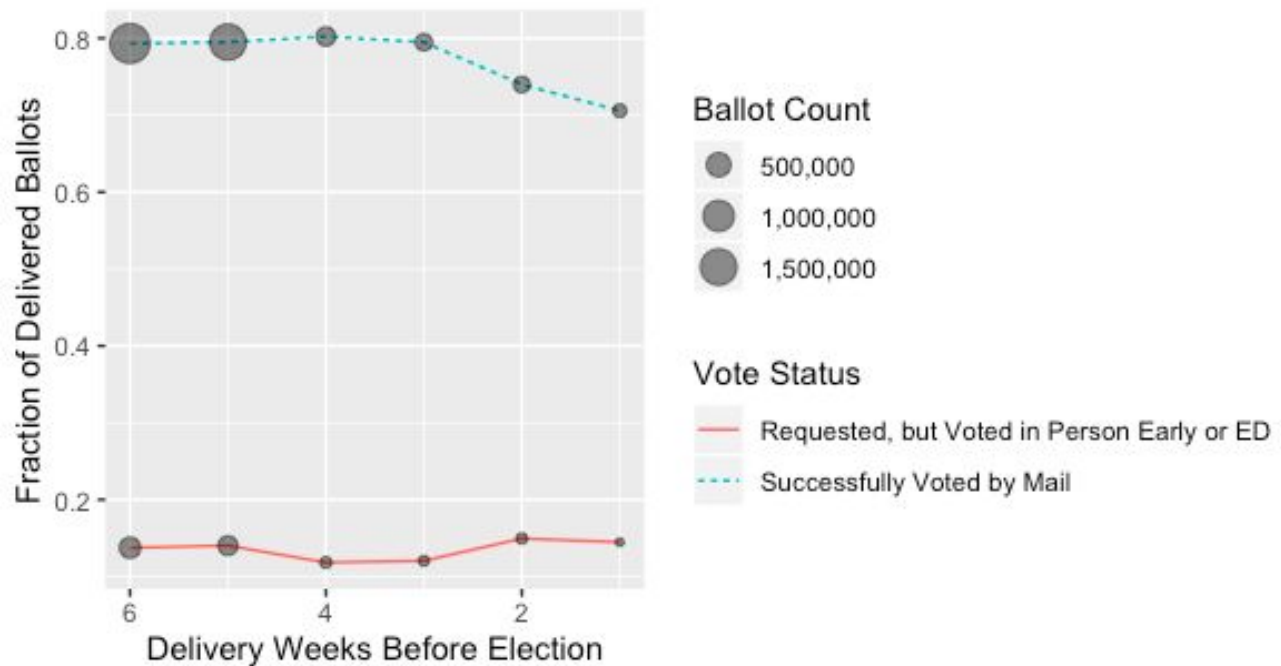 Fraction of Delivered Ballots
0.8
0.6
0.4
0.2
6
4
2
Delivery Weeks Before Election
Ballot Count
500,000
1,000,000
1,500,000
Vote Status
Requested, but Voted in Person Early or ED
Successfully Voted by Mail